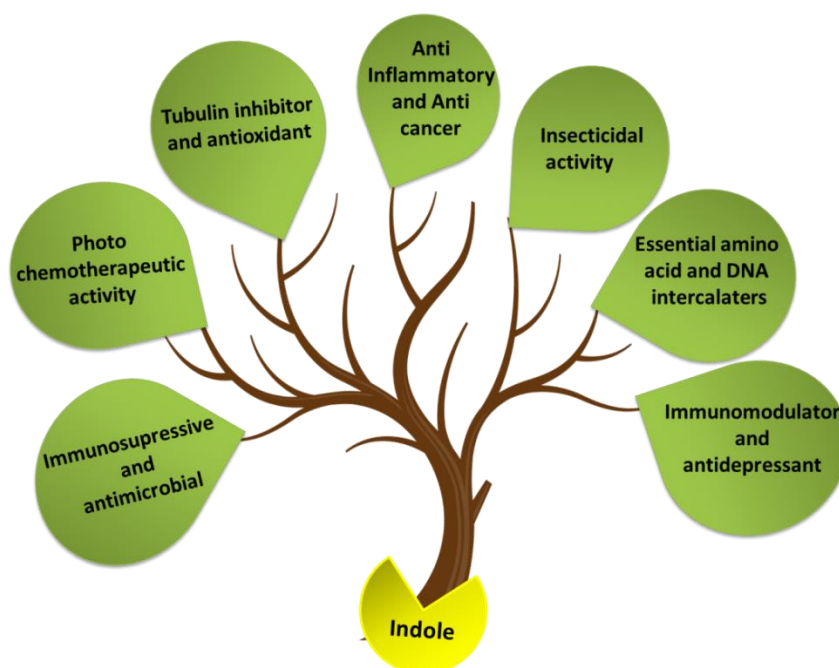 Anti
Inflammatory
and Anti
cancer
Tubulin inhibitor
and antioxidant
Insecticidal
activity
Photo
chemotherapeutic
activity
Essential amino
acid and DNA
intercalaters
Immunosupressive
and
antimicrobial
Immunomodulator
and
antidepressant
Indole